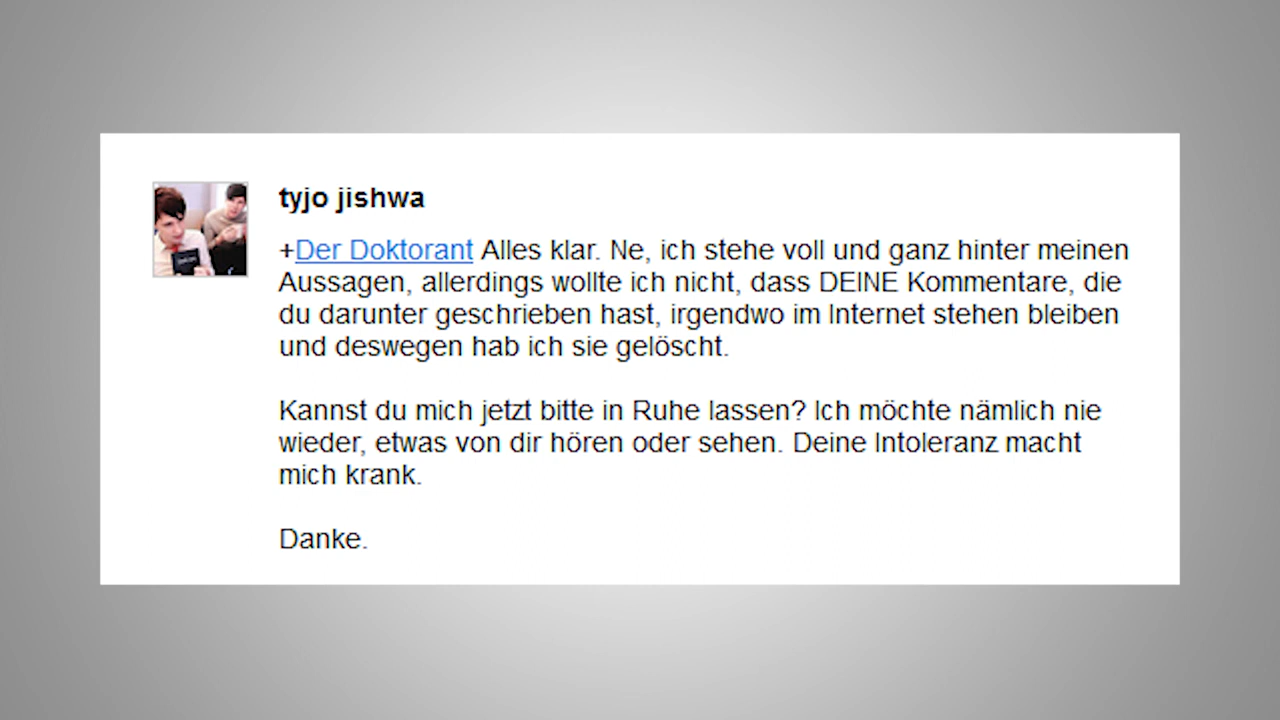 tyjo jishwa
+Der Doktorant Alles klar. Ne, ich stehe voll und ganz hinter meinen
Aussagen, allerdings wollte ich nicht, dass DEINE Kommentare, die
du darunter geschrieben hast, irgendwo im Internet stehen bleiben
und deswegen hab ich sie gelöscht.
Kannst du mich jetzt bitte in Ruhe lassen? Ich möchte nämlich nie
wieder, etwas von dir hören oder sehen. Deine Intoleranz macht
mich krank.
Danke.